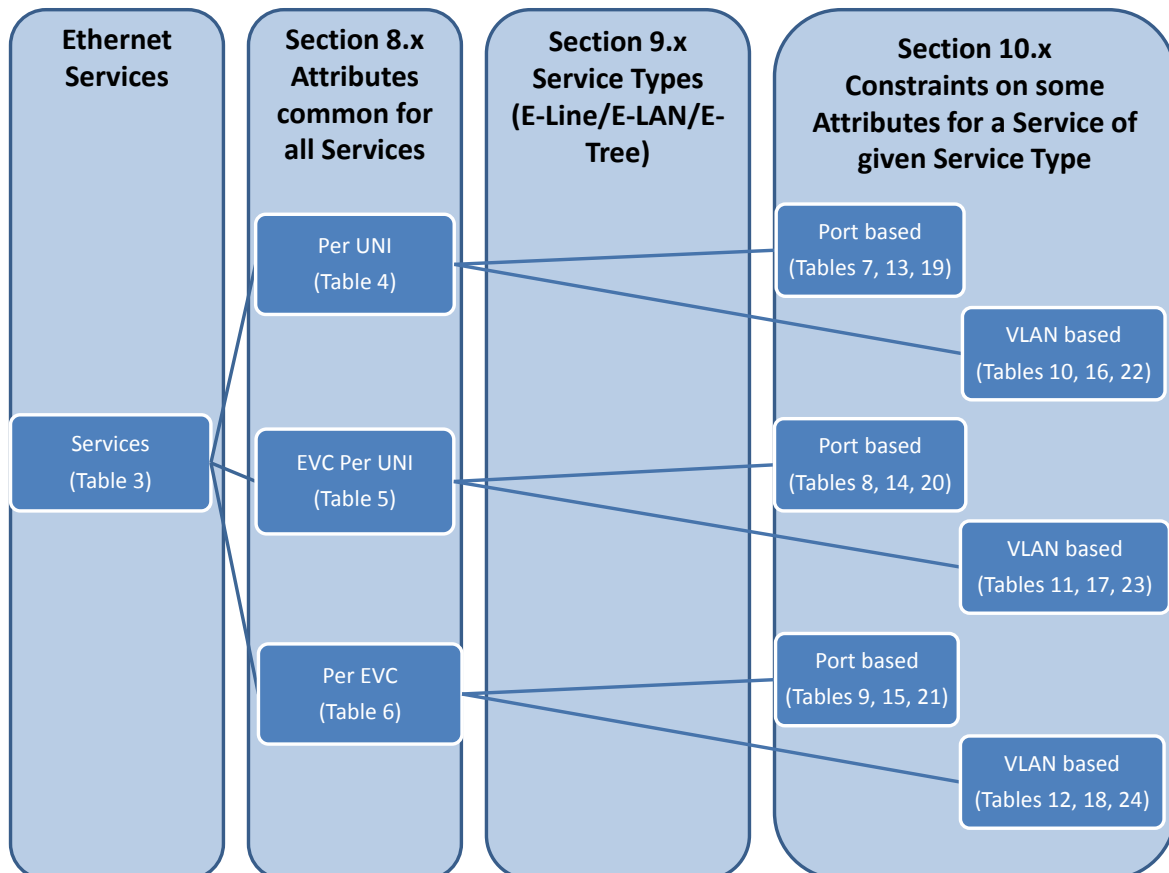 Ethernet
Services
Section 8.x
Attributes
common for
all Services
Section 9.x
Service Types
(E-Line/E-LAN/E-
Tree)
Section 10.x
Constraints on some
Attributes for a Service of
given Service Type
Services
(Table 3)
Per UNI
(Table 4)
EVC Per UNI
(Table 5)
Per EVC
(Table 6)
Port based
(Tables 7, 13, 19)
VLAN based
(Tables 10, 16, 22)
Port based
(Tables 8, 14, 20)
VLAN based
(Tables 11, 17, 23)
Port based
(Tables 9, 15, 21)
VLAN based
(Tables 12, 18, 24)